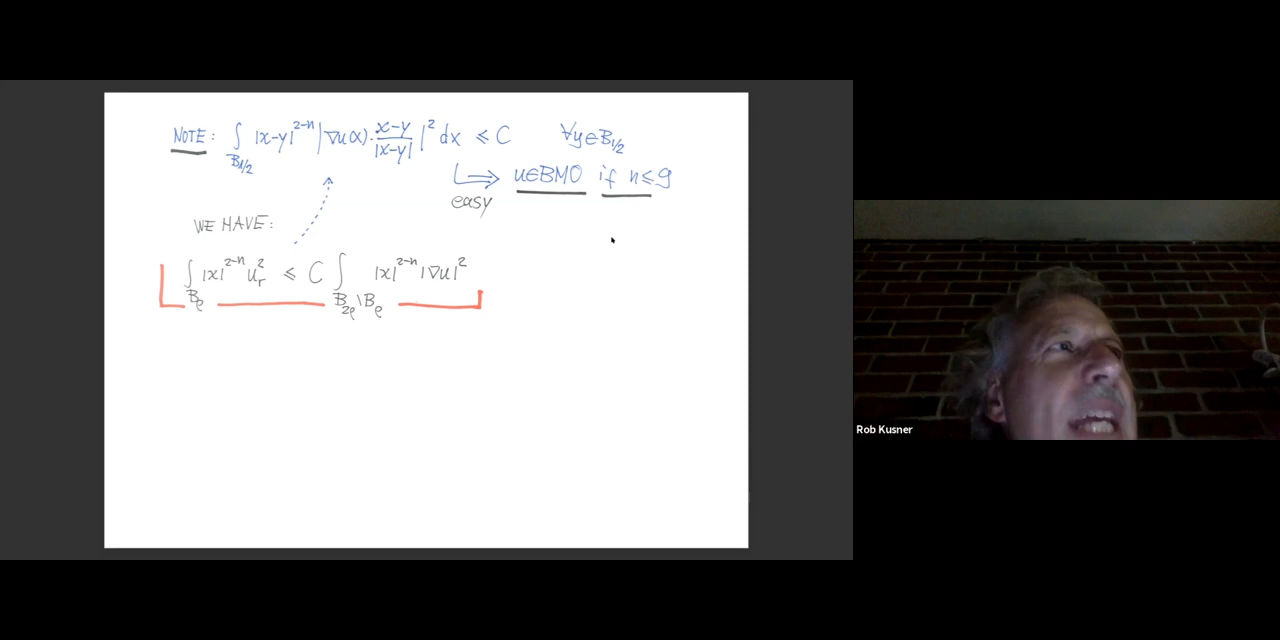 NOTE: ∫_{B_{1/2}} |x-y|^{2-n} |∇u(x)·\frac{x-y}{|x-y|}|^2 dx ≤ C ∀y∈B_{1/2}
↳⇒ u∈BMO if n≤9
easy
WE HAVE:
∫_{B_ρ} |x|^{2-n} u_r^2 ≤ C ∫_{B_{2ρ}\B_ρ} |x|^{2-n} |∇u|^2
Rob Kusner